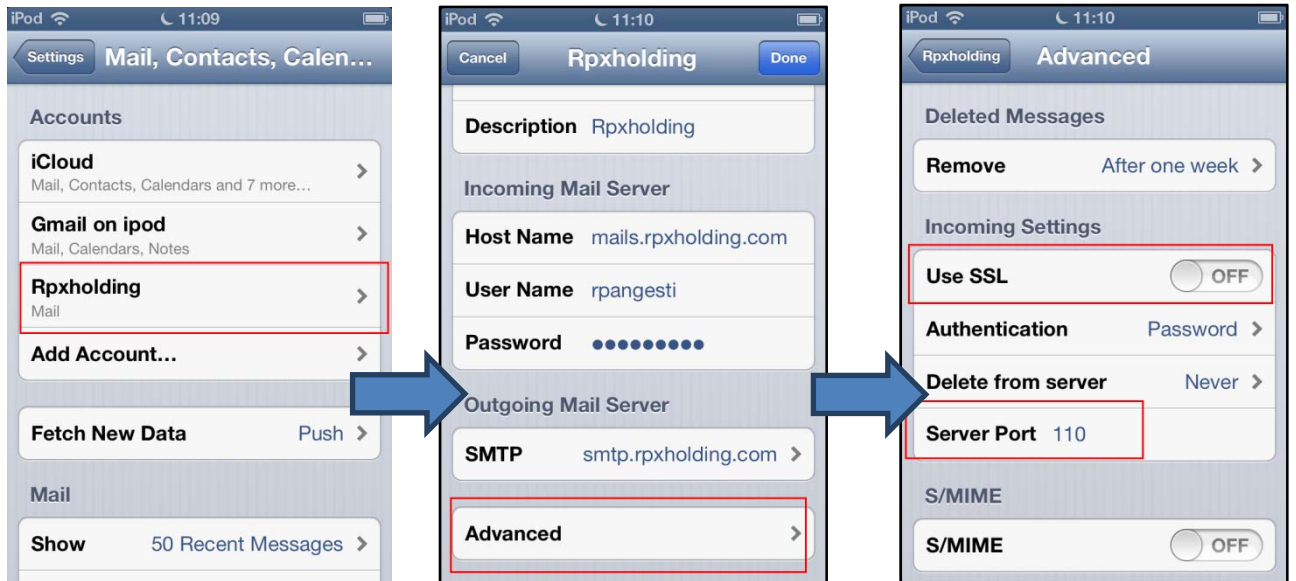 iPod 11:09
Settings Mail, Contacts, Calen...
Accounts
iCloud
Mail, Contacts, Calendars and 7 more...
Gmail on ipod
Mail, Calendars, Notes
Rpxholding
Mail
Add Account...
Fetch New Data Push
Mail
Show 50 Recent Messages
iPod 11:10
Cancel Rpxholding Done
Description Rpxholding
Incoming Mail Server
Host Name mails.rpxholding.com
User Name rpangesti
Password ●●●●●●●●●
Outgoing Mail Server
SMTP smtp.rpxholding.com
Advanced
iPod 11:10
Rpxholding Advanced
Deleted Messages
Remove After one week
Incoming Settings
Use SSL OFF
Authentication Password
Delete from server Never
Server Port 110
S/MIME
S/MIME OFF